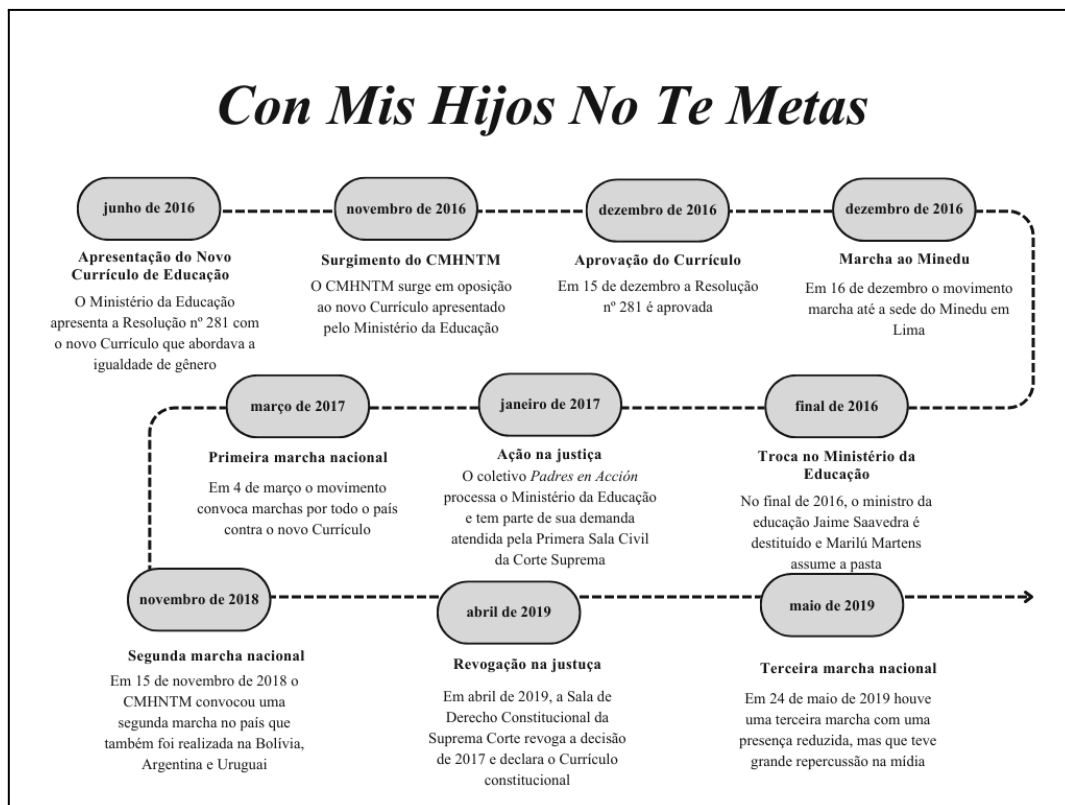 Con Mis Hijos No Te Metas
junho de 2016
Apresentação do Novo
Currículo de Educação
O Ministério da Educação
apresenta a Resolução nº 281 com
o novo Currículo que abordava a
igualdade de gênero
novembro de 2016
Surgimento do CMHNTM
O CMHNTM surge em oposição
ao novo Currículo apresentado
pelo Ministério da Educação
dezembro de 2016
Aprovação do Currículo
Em 15 de dezembro a Resolução
nº 281 é aprovada
dezembro de 2016
Marcha ao Minedu
Em 16 de dezembro o movimento
marcha até a sede do Minedu em
Lima
final de 2016
Troca no Ministério da
Educação
No final de 2016, o ministro da
educação Jaime Saavedra é
destituído e Marilú Martens
assume a pasta
janeiro de 2017
Ação na justiça
O coletivo Padres en Acción
processa o Ministério da Educação
e tem parte de sua demanda
atendida pela Primera Sala Civil
da Corte Suprema
março de 2017
Primeira marcha nacional
Em 4 de março o movimento
convoca marchas por todo o país
contra o novo Currículo
novembro de 2018
Segunda marcha nacional
Em 15 de novembro de 2018 o
CMHNTM convocou uma
segunda marcha no país que
também foi realizada na Bolívia,
Argentina e Uruguai
abril de 2019
Revogação na justuça
Em abril de 2019, a Sala de
Derecho Constitucional da
Suprema Corte revoga a decisão
de 2017 e declara o Currículo
constitucional
maio de 2019
Terceira marcha nacional
Em 24 de maio de 2019 houve
uma terceira marcha com uma
presença reduzida, mas que teve
grande repercussão na mídia